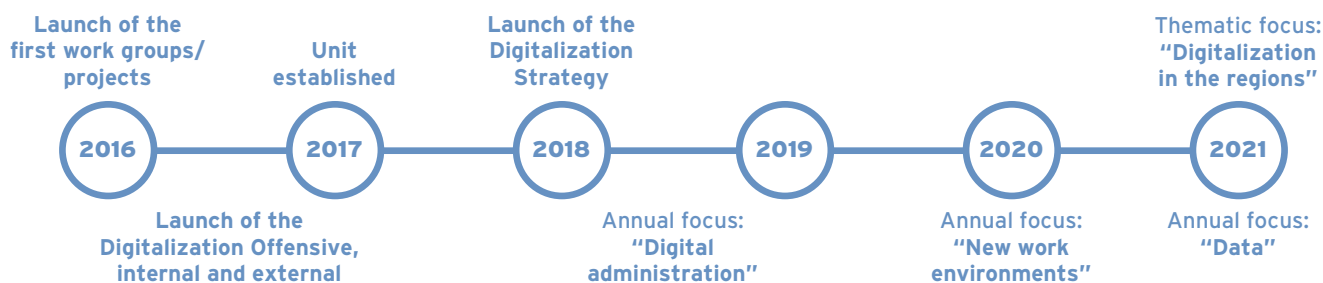 Launch of the
first work groups/
projects
Unit
established
Launch of the
Digitalization
Strategy
Thematic focus:
“Digitalization
in the regions”
2016
2017
2018
2019
2020
2021
Launch of the
Digitalization Offensive,
internal and external
Annual focus:
“Digital
administration”
Annual focus:
“New work
environments”
Annual focus:
“Data”